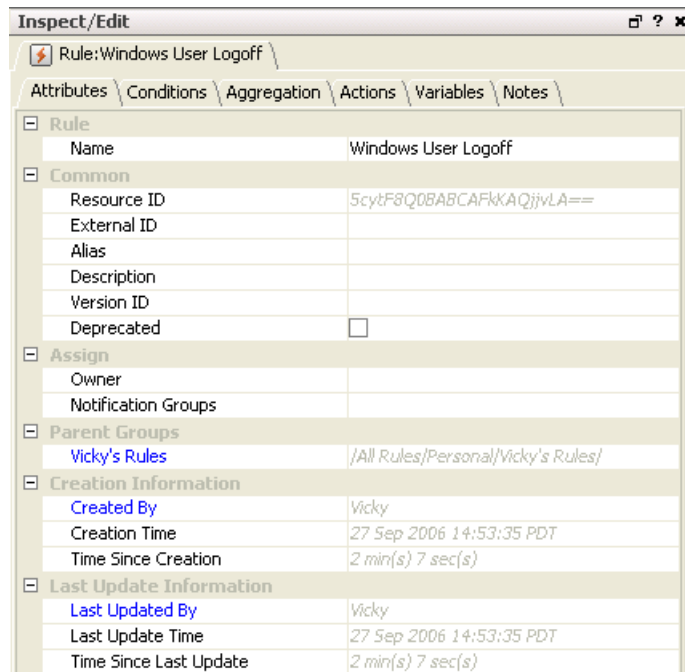 Inspect/Edit ?
Rule:Windows User Logoff
Attributes Conditions Aggregation Actions Variables Notes
Rule
Name Windows User Logoff
Common
Resource ID 5cytF8Q0BABCAFkKAQjjvLA==
External ID
Alias
Description
Version ID
Deprecated
Assign
Owner
Notification Groups
Parent Groups
Vicky's Rules /All Rules/Personal/Vicky's Rules/
Creation Information
Created By Vicky
Creation Time 27 Sep 2006 14:53:35 PDT
Time Since Creation 2 min(s) 7 sec(s)
Last Update Information
Last Updated By Vicky
Last Update Time 27 Sep 2006 14:53:35 PDT
Time Since Last Update 2 min(s) 7 sec(s)